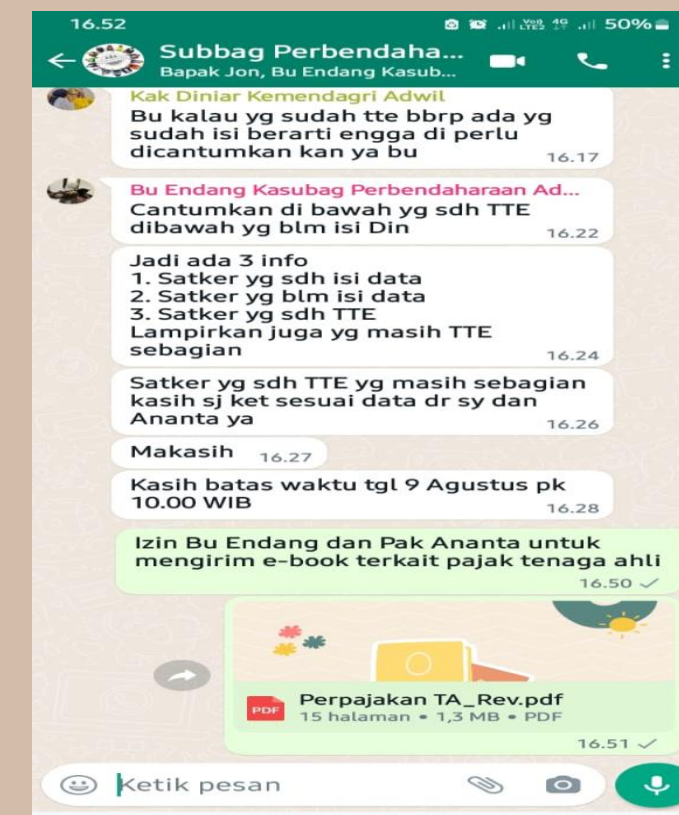 16.52
50%
Subbag Perbendaha...
Bapak Jon, Bu Endang Kasub...
Kak Diniar Kemendagri Adwil
Bu kalau yg sudah tte bbrp ada yg
sudah isi berarti engga di perlu
dicantumkan kan ya bu
16.17
Bu Endang Kasubag Perbendaharaan Ad...
Cantumkan di bawah yg sdh TTE
dibawah yg blm isi Din
16.22
Jadi ada 3 info
1. Satker yg sdh isi data
2. Satker yg blm isi data
3. Satker yg sdh TTE
Lampirkan juga yg masih TTE
sebagian
16.24
Satker yg sdh TTE yg masih sebagian
kasih sj ket sesuai data dr sy dan
Ananta ya
16.26
Makasih
16.27
Kasih batas waktu tgl 9 Agustus pk
10.00 WIB
16.28
Izin Bu Endang dan Pak Ananta untuk
mengirim e-book terkait pajak tenaga ahli
16.50
PDF
Perpajakan TA_Rev.pdf
15 halaman • 1,3 MB • PDF
16.51
Ketik pesan